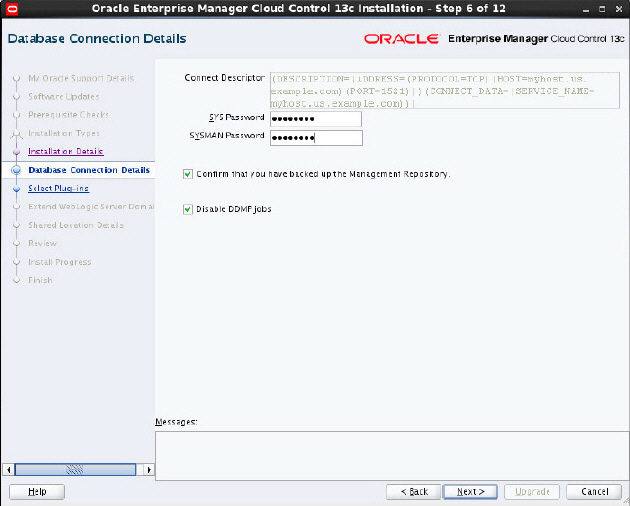 Oracle Enterprise Manager Cloud Control 13c Installation - Step 6 of 12
Database Connection Details
ORACLE Enterprise Manager Cloud Control 13c
My Oracle Support Details
Software Updates
Prerequisite Checks
Installation Types
Installation Details
Database Connection Details
Select Plug-ins
Extend WebLogic Server Domai
Shared Location Details
Review
Install Progress
Finish
Connect Descriptor
(DESCRIPTION=(ADDRESS=(PROTOCOL=TCP)(HOST=myhost.us.
example.com)(PORT=1521))(CONNECT_DATA=(SERVICE_NAME=
myhost.us.example.com)))
SYS Password
SYSMAN Password
Confirm that you have backed up the Management Repository.
Disable DDMP jobs
Messages:
Help
< Back
Next >
Upgrade
Cancel